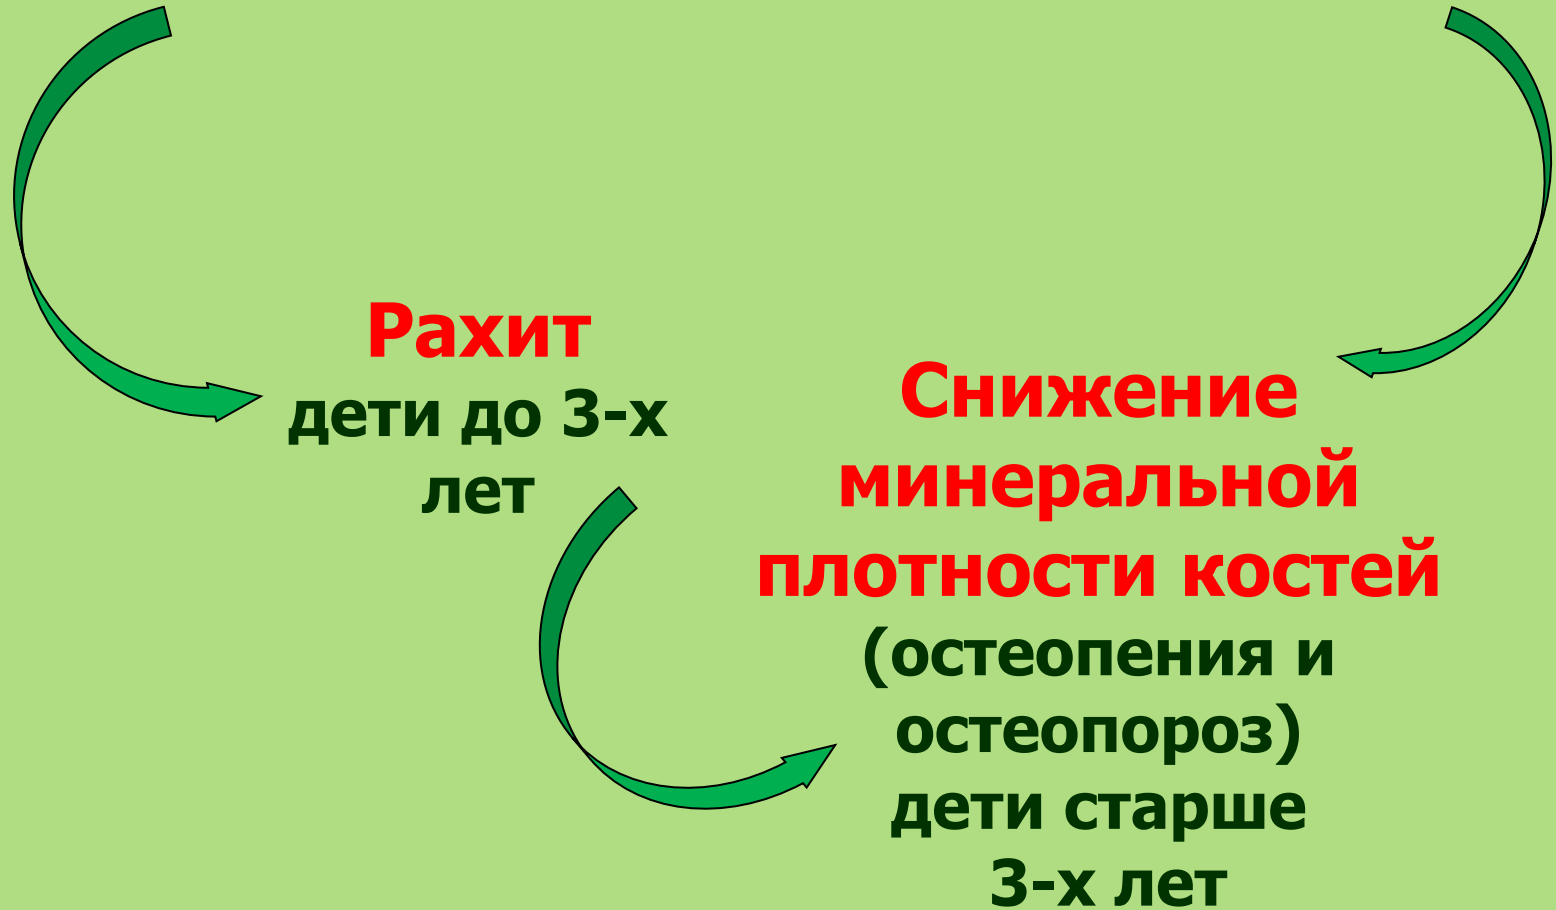 Рахит
дети до 3-х
лет
Снижение
минеральной
плотности костей
(остеопения и
остеопороз)
дети старше
3-х лет